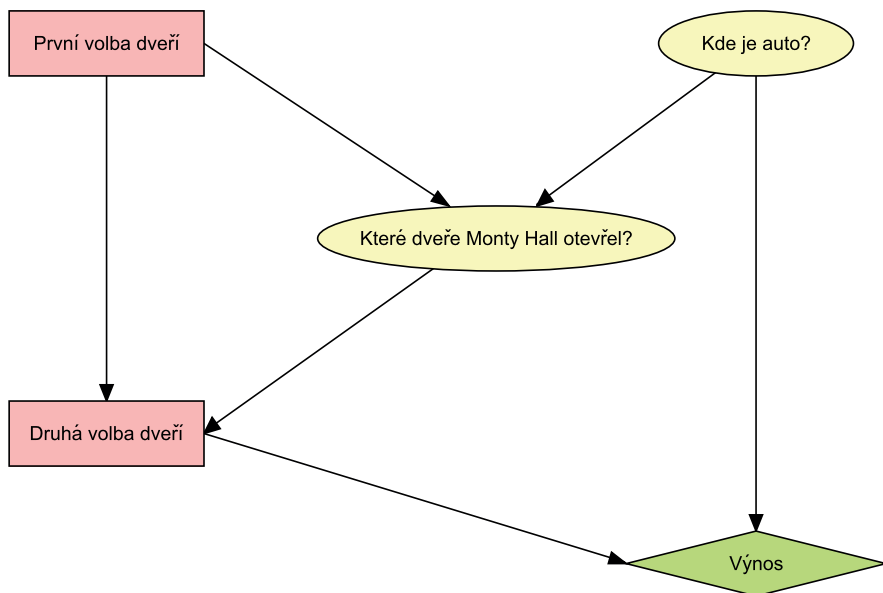 První volba dveří
Kde je auto?
Které dveře Monty Hall otevřel?
Druhá volba dveří
Výnos